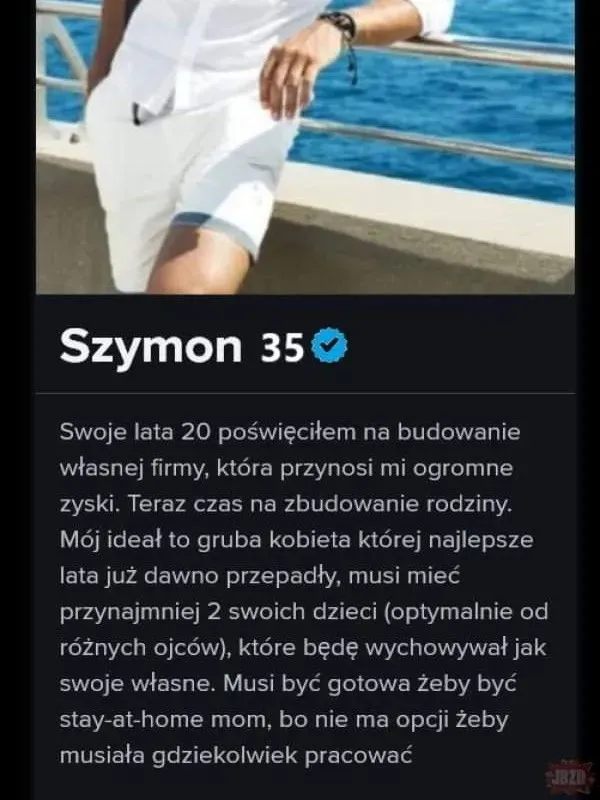 Szymon 35
Swoje lata 20 poświęciłem na budowanie
własnej firmy, która przynosi mi ogromne
zyski. Teraz czas na zbudowanie rodziny.
Mój ideał to gruba kobieta której najlepsze
lata już dawno przepadły, musi mieć
przynajmniej 2 swoich dzieci (optymalnie od
różnych ojców), które będę wychowywał jak
swoje własne. Musi być gotowa żeby być
stay-at-home mom, bo nie ma opcji żeby
musiała gdziekolwiek pracować
JBZD